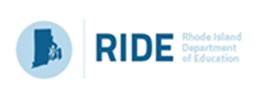 RIDE
Rhode Island
Department
of Education